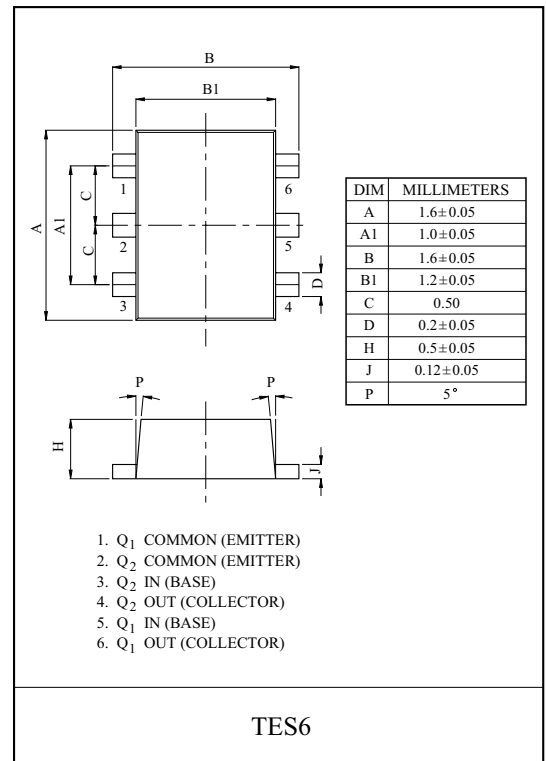 B
B1
A
A1
C
C
D
1
2
3
6
5
4
DIM MILLIMETERS
A 1.6±0.05
A1 1.0±0.05
B 1.6±0.05
B1 1.2±0.05
C 0.50
D 0.2±0.05
H 0.5±0.05
J 0.12±0.05
P 5°
P P
H
J
1. Q1 COMMON (EMITTER)
2. Q2 COMMON (EMITTER)
3. Q2 IN (BASE)
4. Q2 OUT (COLLECTOR)
5. Q1 IN (BASE)
6. Q1 OUT (COLLECTOR)
TES6